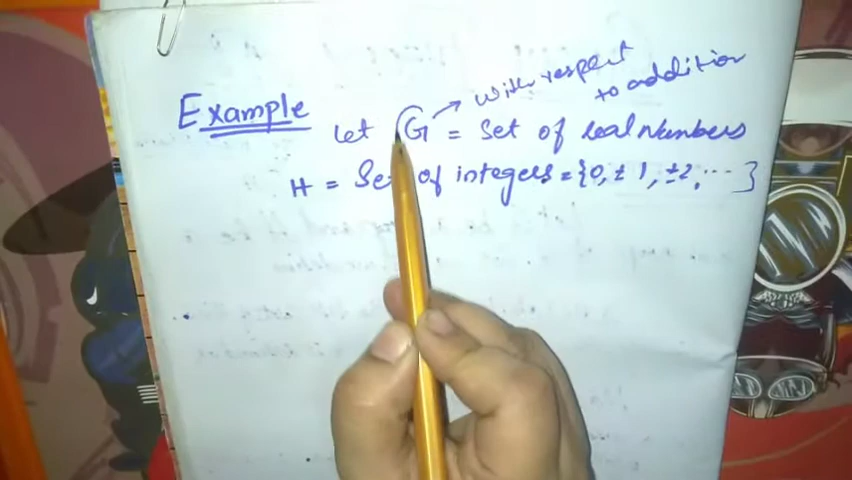 With respect
to addition
Example
Let G = Set of real Numbers
H = Set of integers = {0, ± 1, ±2, ... }